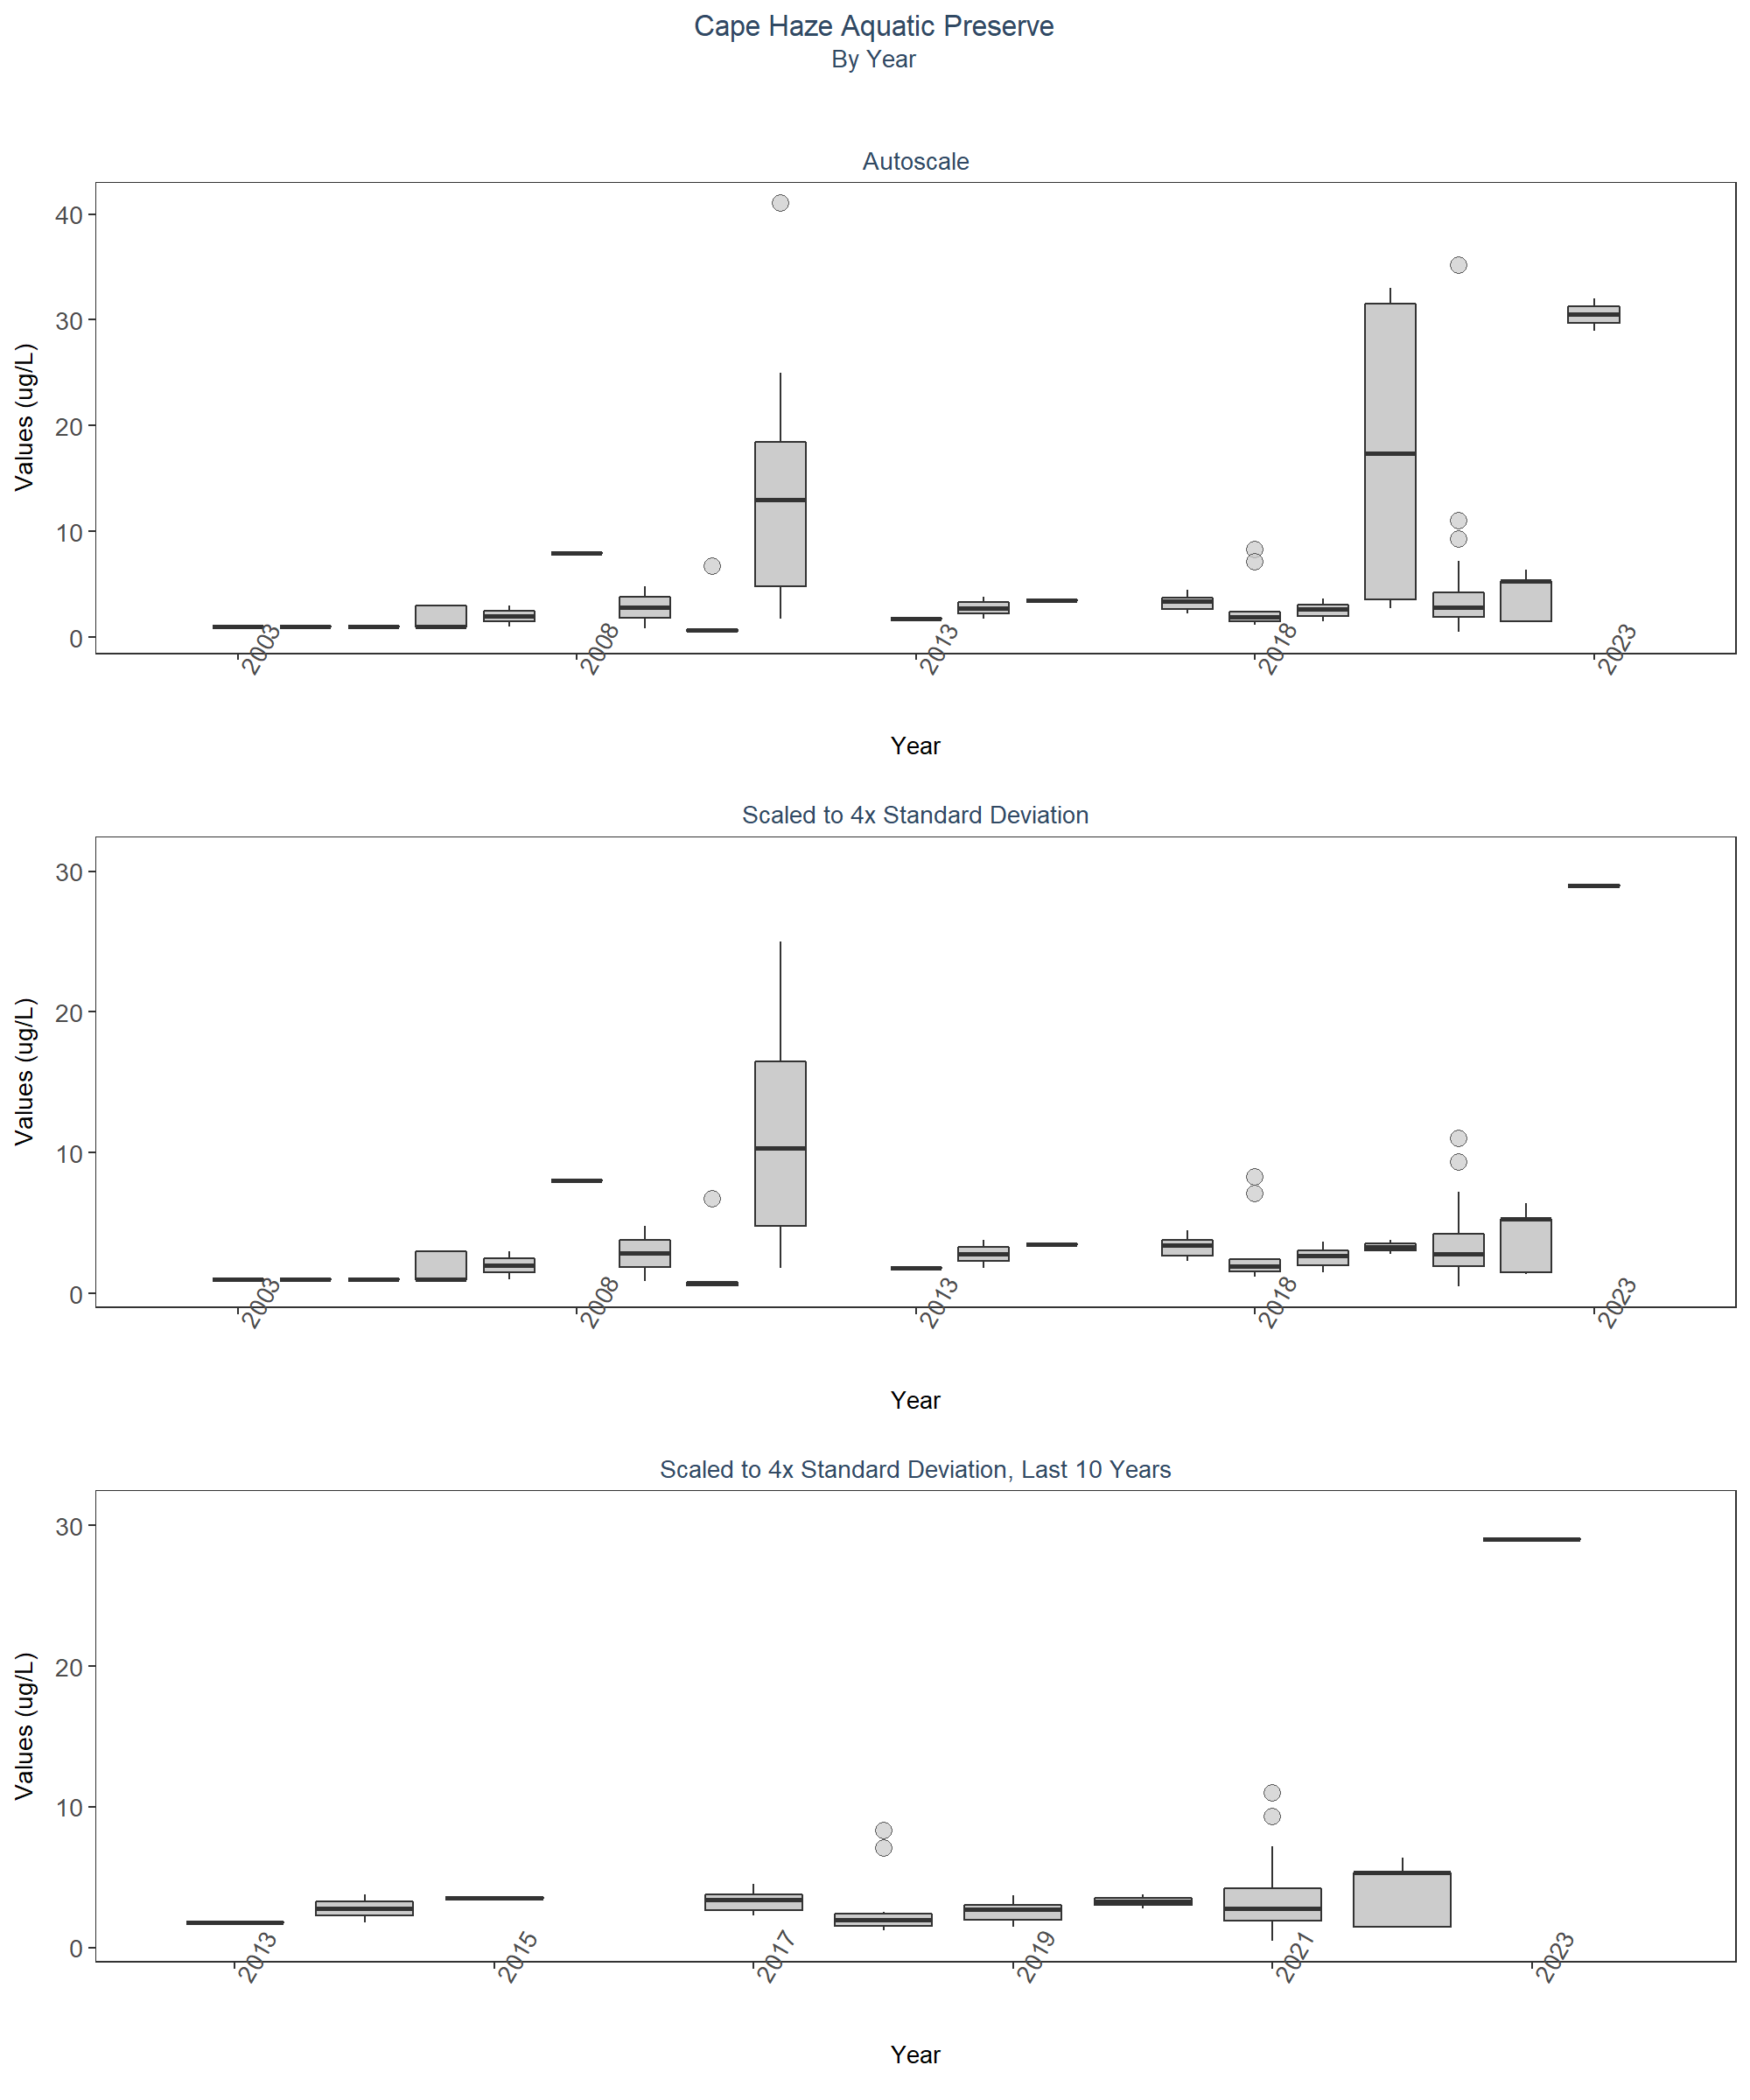 Cape Haze Aquatic Preserve
By Year
Autoscale
Values (ug/L)
40
30
20
10
0
2003
2008
2013
2018
2023
Year
Scaled to 4x Standard Deviation
Values (ug/L)
30
20
10
0
2003
2008
2013
2018
2023
Year
Scaled to 4x Standard Deviation, Last 10 Years
Values (ug/L)
30
20
10
0
2013
2015
2017
2019
2021
2023
Year